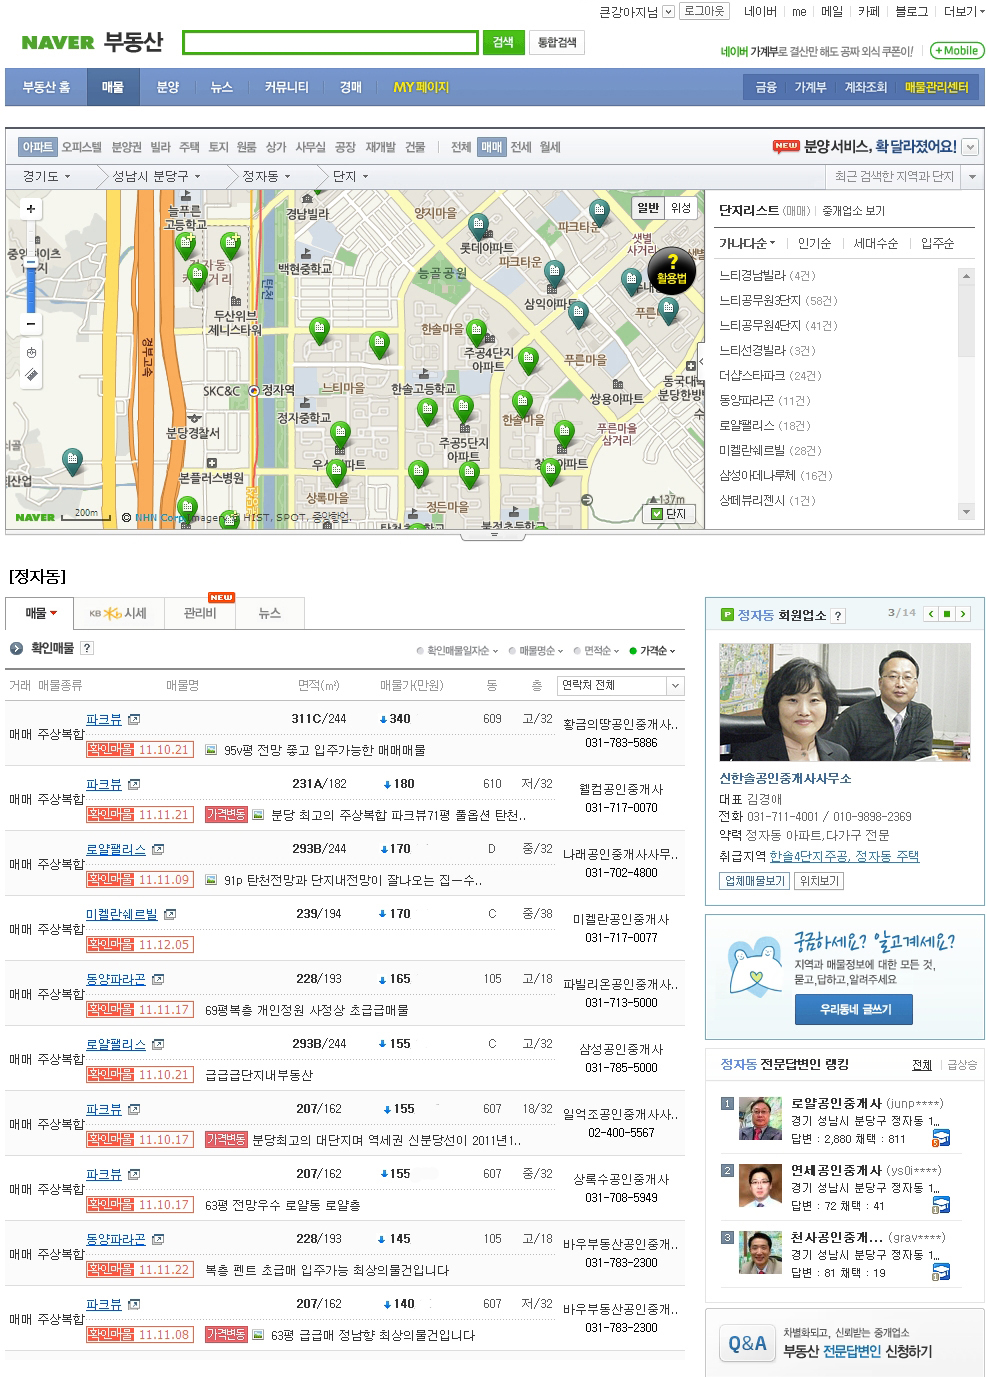 큰강아지님 로그아웃 네이버 me 메일 카페 블로그 더보기
NAVER 부동산 검색 통합검색
네이버 가계부로 결산만 해도 공짜 외식 쿠폰이! +Mobile
부동산 홈 매물 분양 뉴스 커뮤니티 경매 MY페이지 금융 가계부 계좌조회 매물관리센터
아파트 오피스텔 분양권 빌라 주택 토지 원룸 상가 사무실 공장 재개발 건물 전체 매매 전세 월세
NEW 분양 서비스, 확 달라졌어요!
경기도 성남시 분당구 정자동 단지 최근 검색한 지역과 단지
늘푸른
고등학교
경남빌라
양지마을
롯데아파트
파크타운
파크타운
샛별
사거리
일반 위성
? 활용법
백현중학교
능골공원
탄천
두산위브
제니스타워
삼익아파트
한솔마을
주공4단지
아파트
푸른마을
경부고속
SKC&C 정자역
느티마을
한솔고등학교
쌍용아파트
정자중학교
한솔마을
분당경찰서
주공5단지
아파트
푸른마을
삼거리
본플러스병원
상록마을
정든마을
137m
200m
NAVER © NHN Corp. Imagery © HIST, SPOT, 중앙항업.
단지
단지리스트 (매매) 중개업소 보기
가나다순 인기순 세대수순 입주순
느티경남빌라 (4건)
느티공무원3단지 (58건)
느티공무원4단지 (41건)
느티선경빌라 (3건)
더샵스타파크 (24건)
동양파라곤 (11건)
로얄팰리스 (18건)
미켈란쉐르빌 (28건)
삼성아데나루체 (16건)
상떼뷰리젠시 (1건)
[정자동]
매물 KB 시세 관리비 NEW 뉴스
확인매물 ? 확인매물일자순 매물명순 면적순 가격순
거래 매물종류 매물명 면적(㎡) 매물가(만원) 동 층 연락처 전체
매매 주상복합 파크뷰 311C/244 340 609 고/32 황금의땅공인중개사..
확인매물 11.10.21 95v평 전망 좋고 입주가능한 매매매물 031-783-5886
매매 주상복합 파크뷰 231A/182 180 610 저/32 웰컴공인중개사
확인매물 11.11.21 가격변동 분당 최고의 주상복합 파크뷰71평 풀옵션 탄천.. 031-717-0070
매매 주상복합 로얄팰리스 293B/244 170 D 중/32 나래공인중개사사무..
확인매물 11.11.09 91p 탄천전망과 단지내전망이 잘나오는 집ㅡ수.. 031-702-4800
매매 주상복합 미켈란쉐르빌 239/194 170 C 중/38 미켈란공인중개사
확인매물 11.12.05 031-717-0077
매매 주상복합 동양파라곤 228/193 165 105 고/18 파빌리온공인중개사
확인매물 11.11.17 69평복층 개인정원 사정상 초급급매물 031-713-5000
매매 주상복합 로얄팰리스 293B/244 155 C 고/32 삼성공인중개사
확인매물 11.10.21 급급급단지내부동산 031-785-5000
매매 주상복합 파크뷰 207/162 155 607 18/32 일억조공인중개사사..
확인매물 11.10.17 가격변동 분당최고의 대단지며 역세권 신분당선이 2011년1.. 02-400-5567
매매 주상복합 파크뷰 207/162 155 607 중/32 상록수공인중개사
확인매물 11.10.17 63평 전망우수 로얄동 로얄층 031-708-5949
매매 주상복합 동양파라곤 228/193 145 105 고/18 바우부동산공인중개..
확인매물 11.11.22 복층 펜트 초급매 입주가능 최상의물건입니다 031-783-2300
매매 주상복합 파크뷰 207/162 140 607 저/32 바우부동산공인중개..
확인매물 11.11.08 가격변동 63평 급급매 정남향 최상의물건입니다 031-783-2300
P 정자동 회원업소 ? 3/14
신한솔공인중개사사무소
대표 김경애
전화 031-711-4001 / 010-9898-2369
약력 정자동 아파트,다가구 전문
취급지역 한솔4단지주공, 정자동 주택
업체매물보기 위치보기
궁금하세요? 알고계세요?
지역과 매물정보에 대한 모든 것,
묻고,답하고,알려주세요
우리동네 글쓰기
정자동 전문답변인 랭킹 전체 급상승
1 로얄공인중개사 (junp****)
경기 성남시 분당구 정자동 1...
답변 : 2,880 채택 : 811
2 연세공인중개사 (ys0i****)
경기 성남시 분당구 정자동 1...
답변 : 72 채택 : 41
3 천사공인중개... (grav****)
경기 성남시 분당구 정자동 1...
답변 : 81 채택 : 19
Q&A 차별화되고, 신뢰받는 중개업소
부동산 전문답변인 신청하기